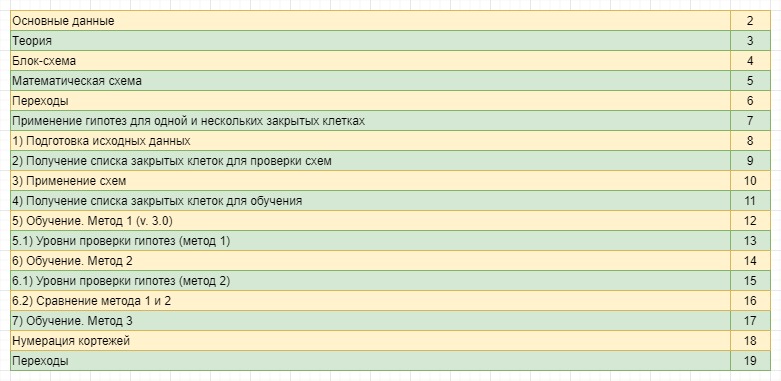 Основные данные 2
Теория 3
Блок-схема 4
Математическая схема 5
Переходы 6
Применение гипотез для одной и нескольких закрытых клетках 7
1) Подготовка исходных данных 8
2) Получение списка закрытых клеток для проверки схем 9
3) Применение схем 10
4) Получение списка закрытых клеток для обучения 11
5) Обучение. Метод 1 (v. 3.0) 12
5.1) Уровни проверки гипотез (метод 1) 13
6) Обучение. Метод 2 14
6.1) Уровни проверки гипотез (метод 2) 15
6.2) Сравнение метода 1 и 2 16
7) Обучение. Метод 3 17
Нумерация кортежей 18
Переходы 19